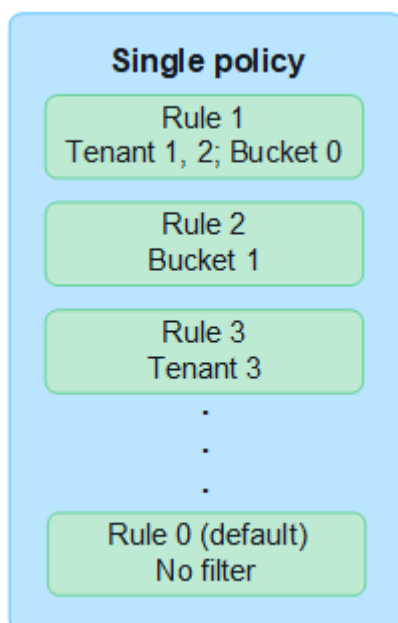 Single policy
Rule 1
Tenant 1, 2; Bucket 0
Rule 2
Bucket 1
Rule 3
Tenant 3
.
.
.
Rule 0 (default)
No filter